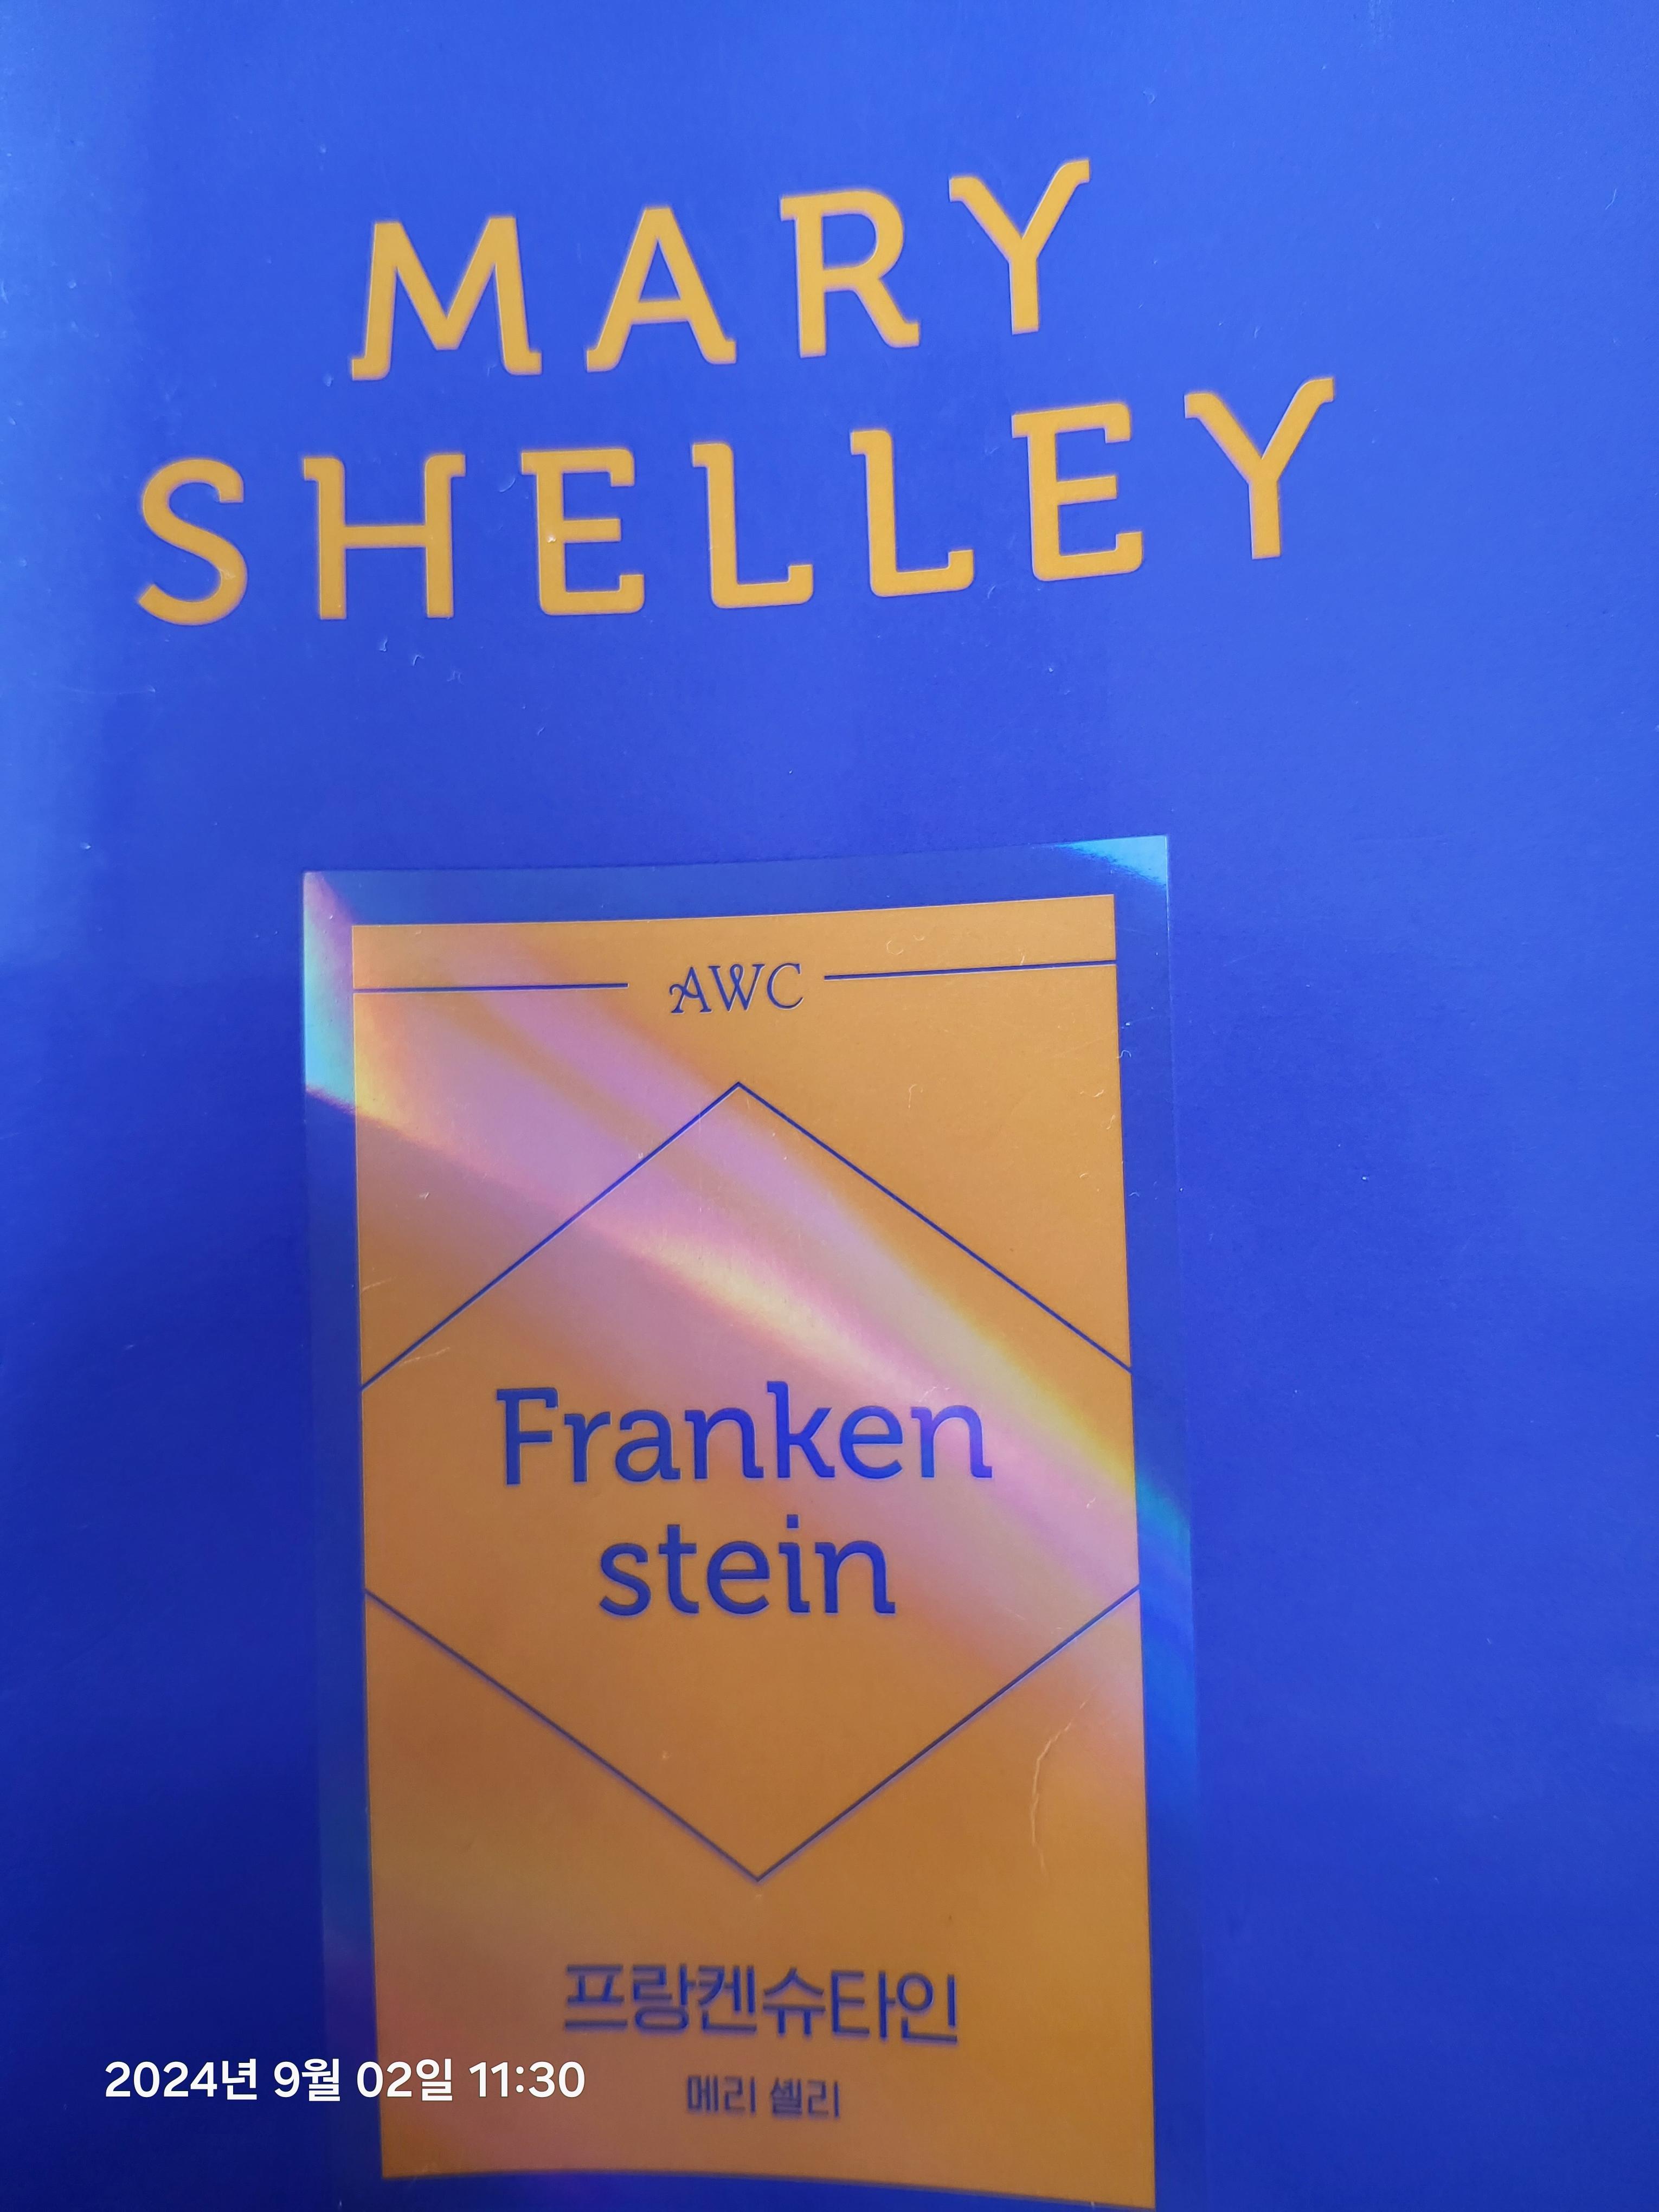 MARY
SHELLEY
AWC
Franken
stein
프랑켄슈타인
메리 셸리
2024년 9월 02일 11:30